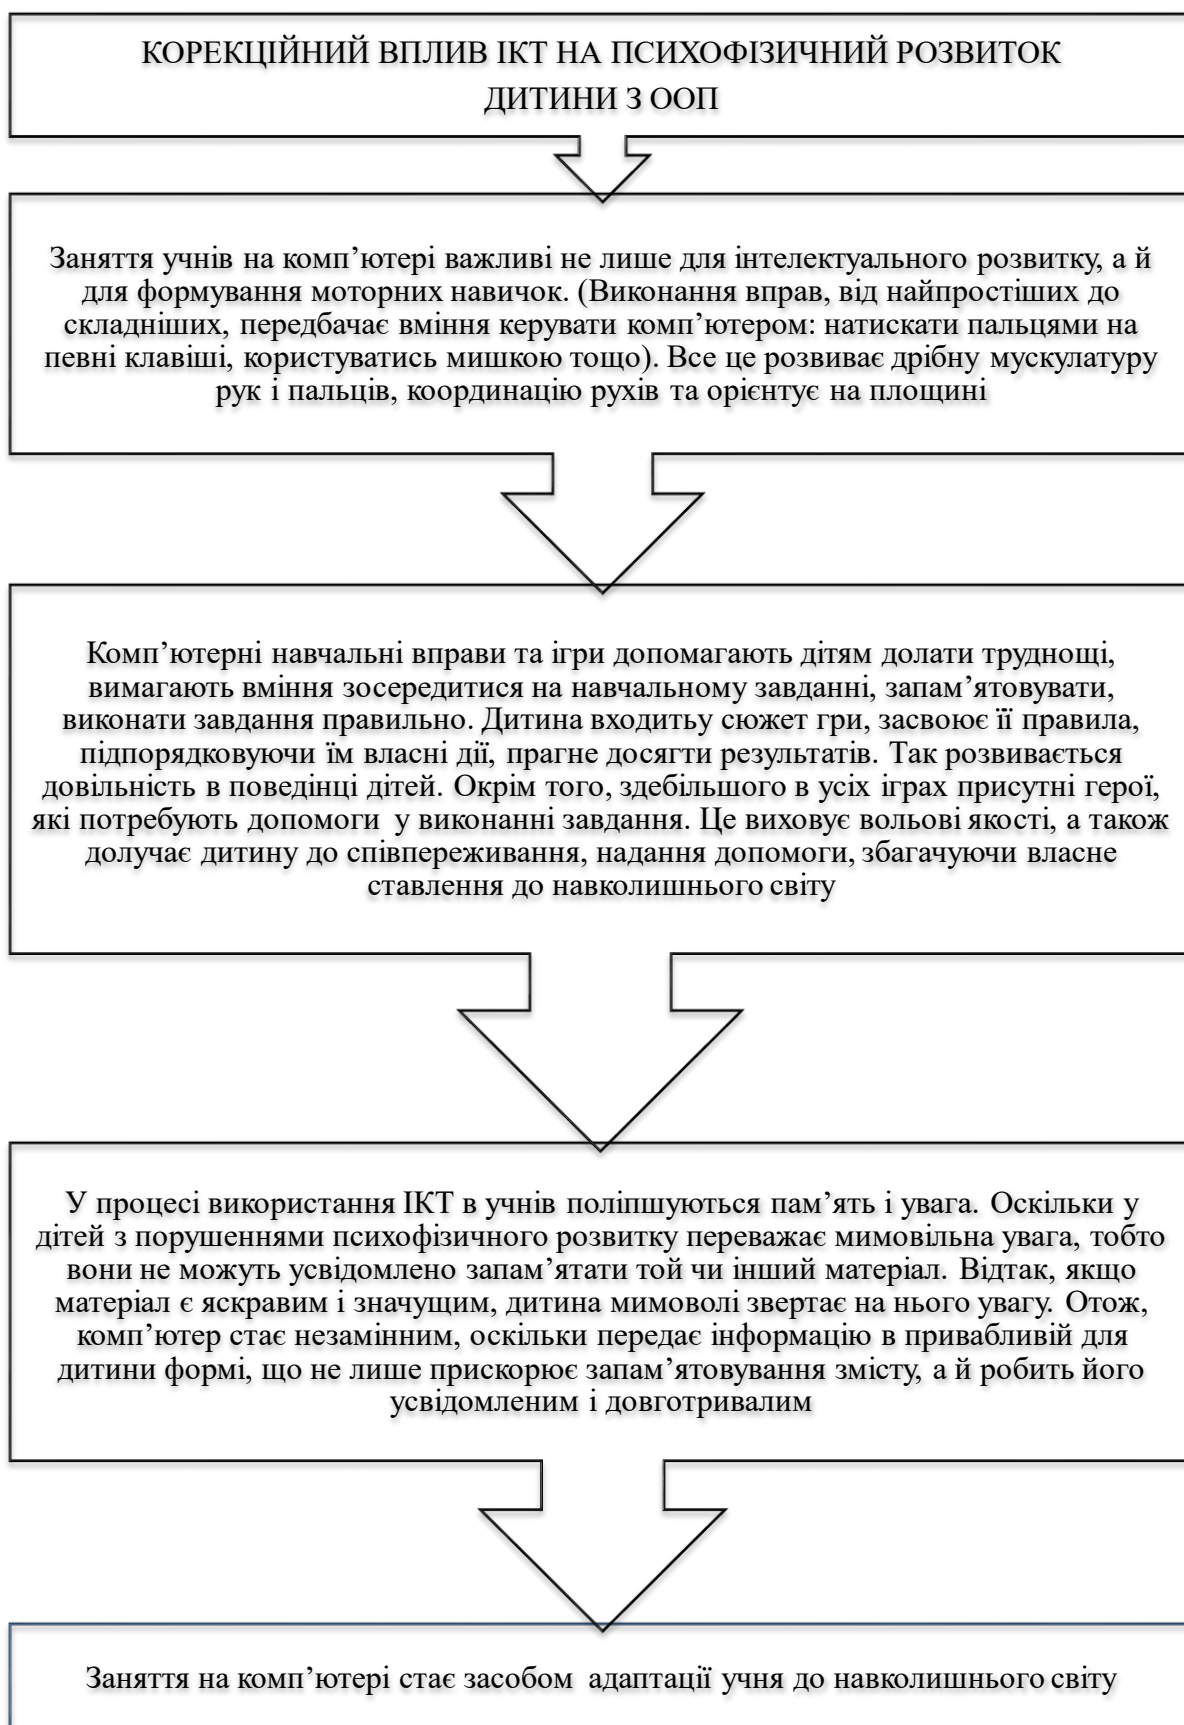 КОРЕКЦІЙНИЙ ВПЛИВ ІКТ НА ПСИХОФІЗИЧНИЙ РОЗВИТОК
ДИТИНИ З ООП
Заняття учнів на комп’ютері важливі не лише для інтелектуального розвитку, а й
для формування моторних навичок. (Виконання вправ, від найпростіших до
складніших, передбачає вміння керувати комп’ютером: натискати пальцями на
певні клавіші, користуватись мишкою тощо). Все це розвиває дрібну мускулатуру
рук і пальців, координацію рухів та орієнтує на площині
Комп’ютерні навчальні вправи та ігри допомагають дітям долати труднощі,
вимагають вміння зосередитися на навчальному завданні, запам’ятовувати,
виконати завдання правильно. Дитина входитьу сюжет гри, засвоює її правила,
підпорядковуючи їм власні дії, прагне досягти результатів. Так розвивається
довільність в поведінці дітей. Окрім того, здебільшого в усіх іграх присутні герої,
які потребують допомоги у виконанні завдання. Це виховує вольові якості, а також
долучає дитину до співпереживання, надання допомоги, збагачуючи власне
ставлення до навколишнього світу
У процесі використання ІКТ в учнів поліпшуються пам’ять і увага. Оскільки у
дітей з порушеннями психофізичного розвитку переважає мимовільна увага, тобто
вони не можуть усвідомлено запам’ятати той чи інший матеріал. Відтак, якщо
матеріал є яскравим і значущим, дитина мимоволі звертає на нього увагу. Отож,
комп’ютер стає незамінним, оскільки передає інформацію в привабливій для
дитини формі, що не лише прискорює запам’ятовування змісту, а й робить його
усвідомленим і довготривалим
Заняття на комп’ютері стає засобом адаптації учня до навколишнього світу